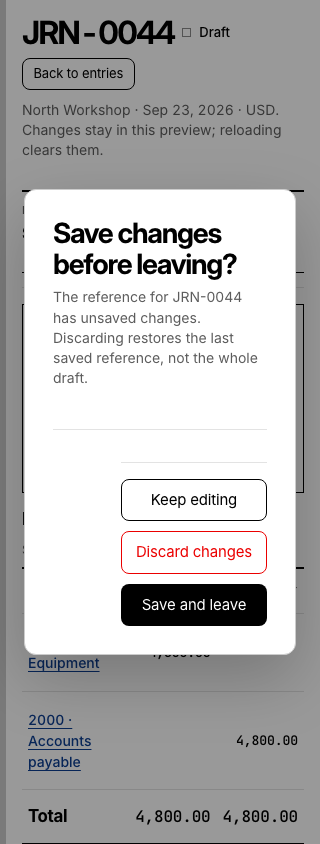 JRN-0044 Draft
Back to entries
North Workshop · Sep 23, 2026 · USD.
Changes stay in this preview; reloading
clears them.
Save changes
before leaving?
The reference for JRN-0044
has unsaved changes.
Discarding restores the last
saved reference, not the whole
draft.
Keep editing
Discard changes
Save and leave
Equipment
2000 ·
Accounts
payable
4,800.00
Total 4,800.00 4,800.00